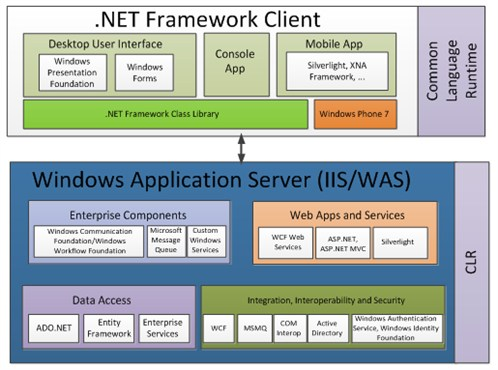 .NET Framework Client
Desktop User Interface
Windows
Presentation
Foundation
Windows
Forms
Console
App
Mobile App
Silverlight, XNA
Framework, ...
.NET Framework Class Library
Windows Phone 7
Common
Language
Runtime
Windows Application Server (IIS/WAS)
Enterprise Components
Windows Communication
Foundation/Windows
Workflow Foundation
Microsoft
Message
Queue
Custom
Windows
Services
Web Apps and Services
WCF Web
Services
ASP.NET,
ASP.NET MVC
Silverlight
Data Access
ADO.NET
Entity
Framework
Enterprise
Services
Integration, Interoperability and Security
WCF
MSMQ
COM
Interop
Active
Directory
Windows Authentication
Service, Windows Identity
Foundation
CLR